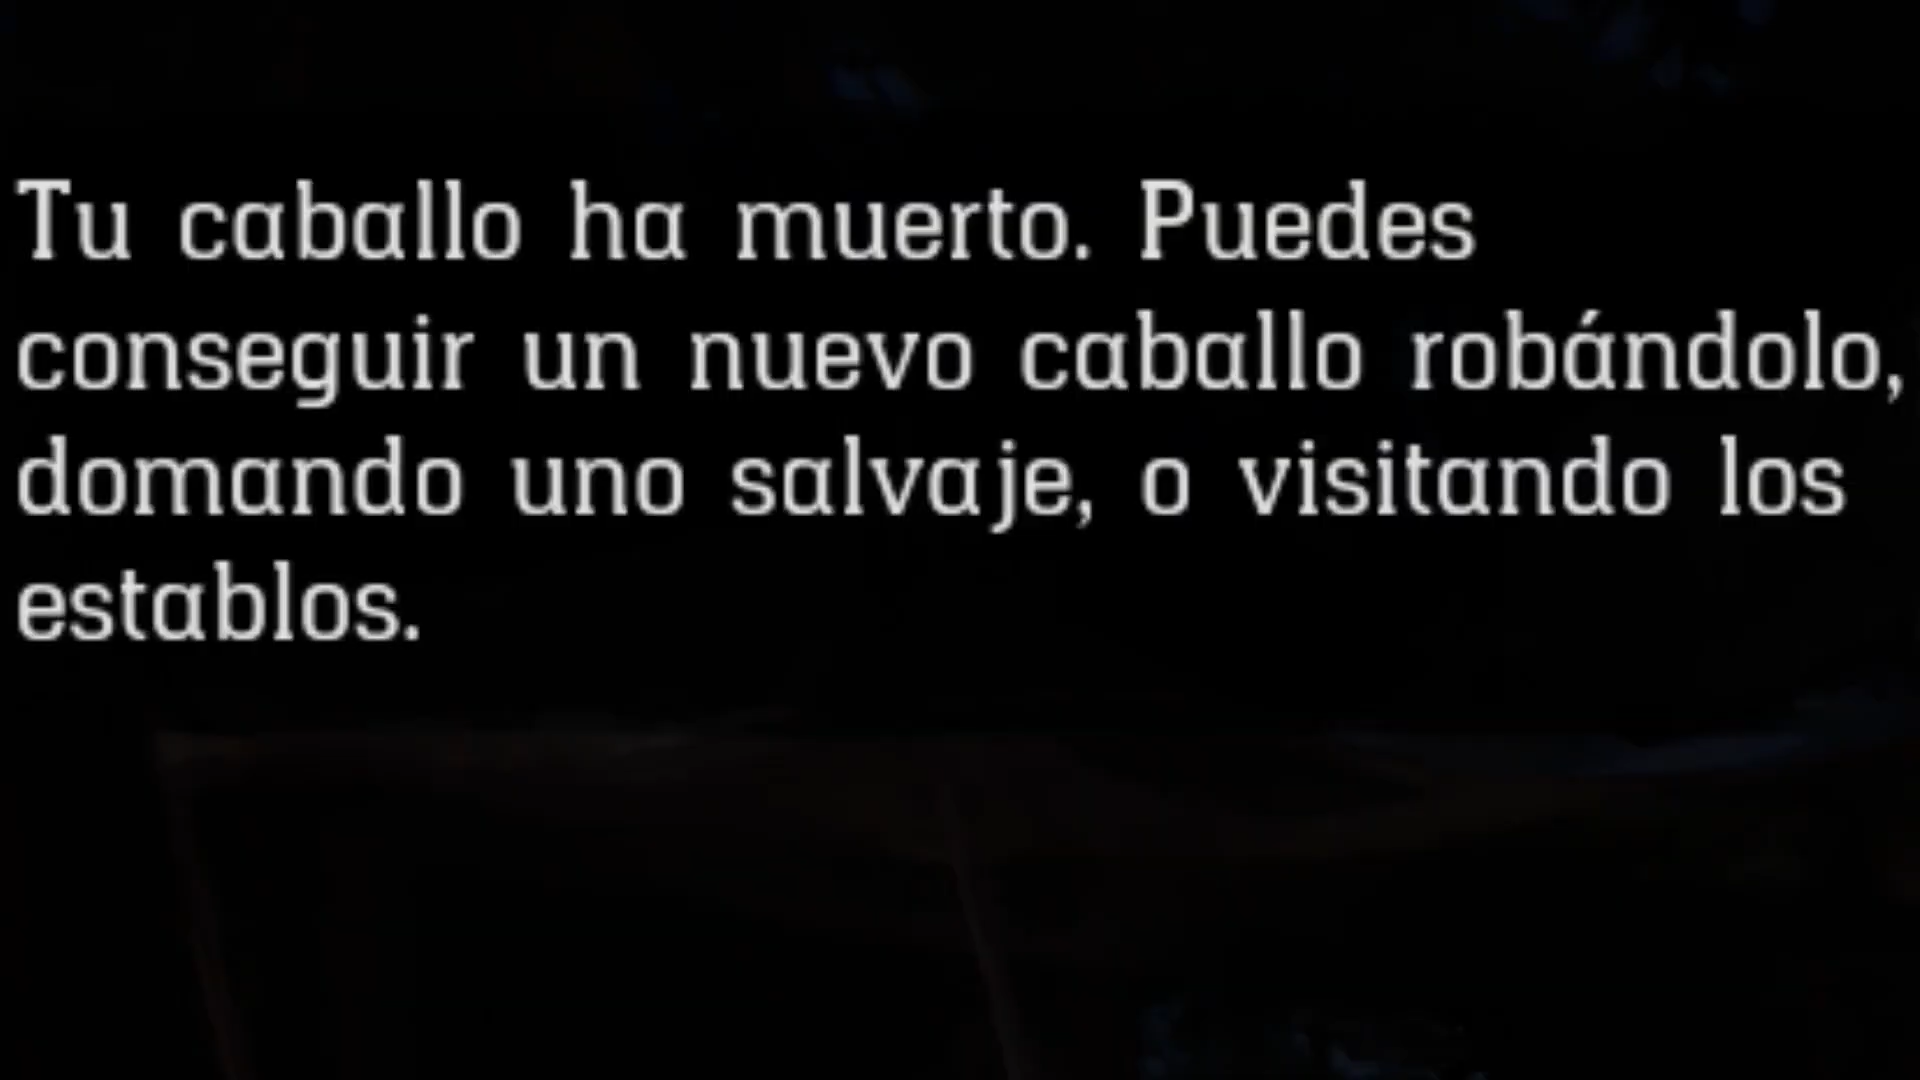 Tu caballo ha muerto. Puedes
conseguir un nuevo caballo robándolo,
domando uno salvaje, o visitando los
establos.